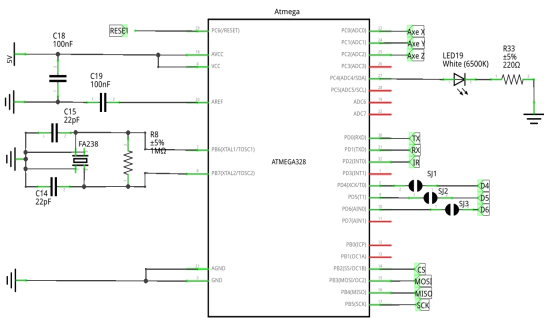 Atmega
C18
100nF
5V
C19
100nF
C15
22pF
FA238
R8
±5%
1MΩ
C14
22pF
RESET
PC6(/RESET)
AVCC
VCC
AREF
PB6(XTAL1/TOSC1)
PB7(XTAL2/TOSC2)
AGND
GND
ATMEGA328
PC0(ADC0)
PC1(ADC1)
PC2(ADC2)
PC3(ADC3)
PC4(ADC4/SDA)
PC5(ADC5/SCL)
ADC6
ADC7
PD0(RXD)
PD1(TXD)
PD2(INT0)
PD3(INT1)
PD4(XCK/T0)
PD5(T1)
PD6(AIN0)
PD7(AIN1)
PB0(ICP)
PB1(OC1A)
PB2(SS/OC1B)
PB3(MOSI/OC2)
PB4(MISO)
PB5(SCK)
Axe X
Axe Y
Axe Z
LED19
White (6500K)
R33
±5%
220Ω
TX
RX
IR
SJ1
D4
SJ2
D5
SJ3
D6
CS
MOSI
MISO
SCK